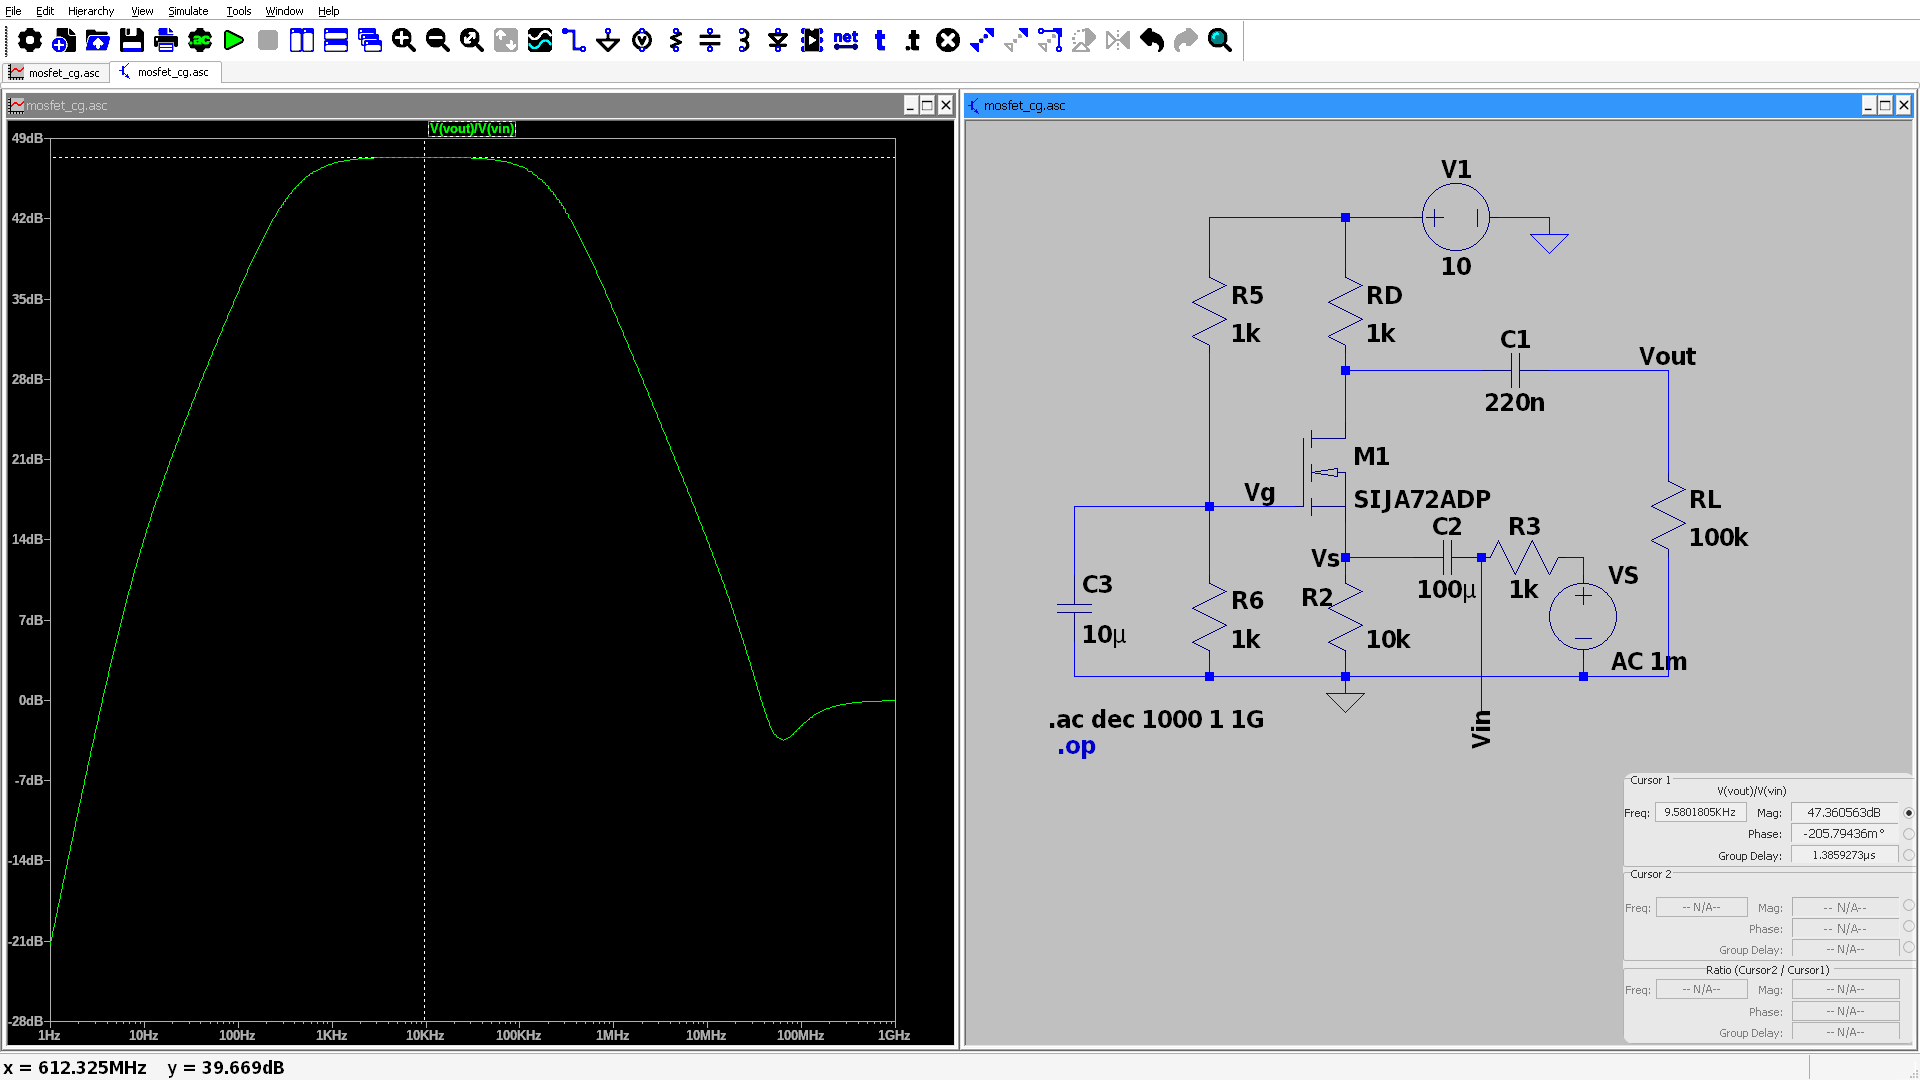 File Edit Hierarchy View Simulate Tools Window Help
.ac net t .t
mosfet_cg.asc mosfet_cg.asc
mosfet_cg.asc
V(vout)/V(vin)
49dB
42dB
35dB
28dB
21dB
14dB
7dB
0dB
-7dB
-14dB
-21dB
-28dB
1Hz 10Hz 100Hz 1KHz 10KHz 100KHz 1MHz 10MHz 100MHz 1GHz
mosfet_cg.asc
V1
10
R5
1k
RD
1k
C1
220n
Vout
M1
SIJA72ADP
Vg
RL
100k
C2
100µ
R3
1k
Vs
VS
AC 1m
C3
10µ
R6
1k
R2
10k
Vin
.ac dec 1000 1 1G
.op
Cursor 1
V(vout)/V(vin)
Freq: 9.5801805KHz Mag: 47.360563dB
Phase: -205.79436m°
Group Delay: 1.3859273µs
Cursor 2
Freq: -- N/A-- Mag: -- N/A--
Phase: -- N/A--
Group Delay: -- N/A--
Ratio (Cursor2 / Cursor1)
Freq: -- N/A-- Mag: -- N/A--
Phase: -- N/A--
Group Delay: -- N/A--
x = 612.325MHz y = 39.669dB